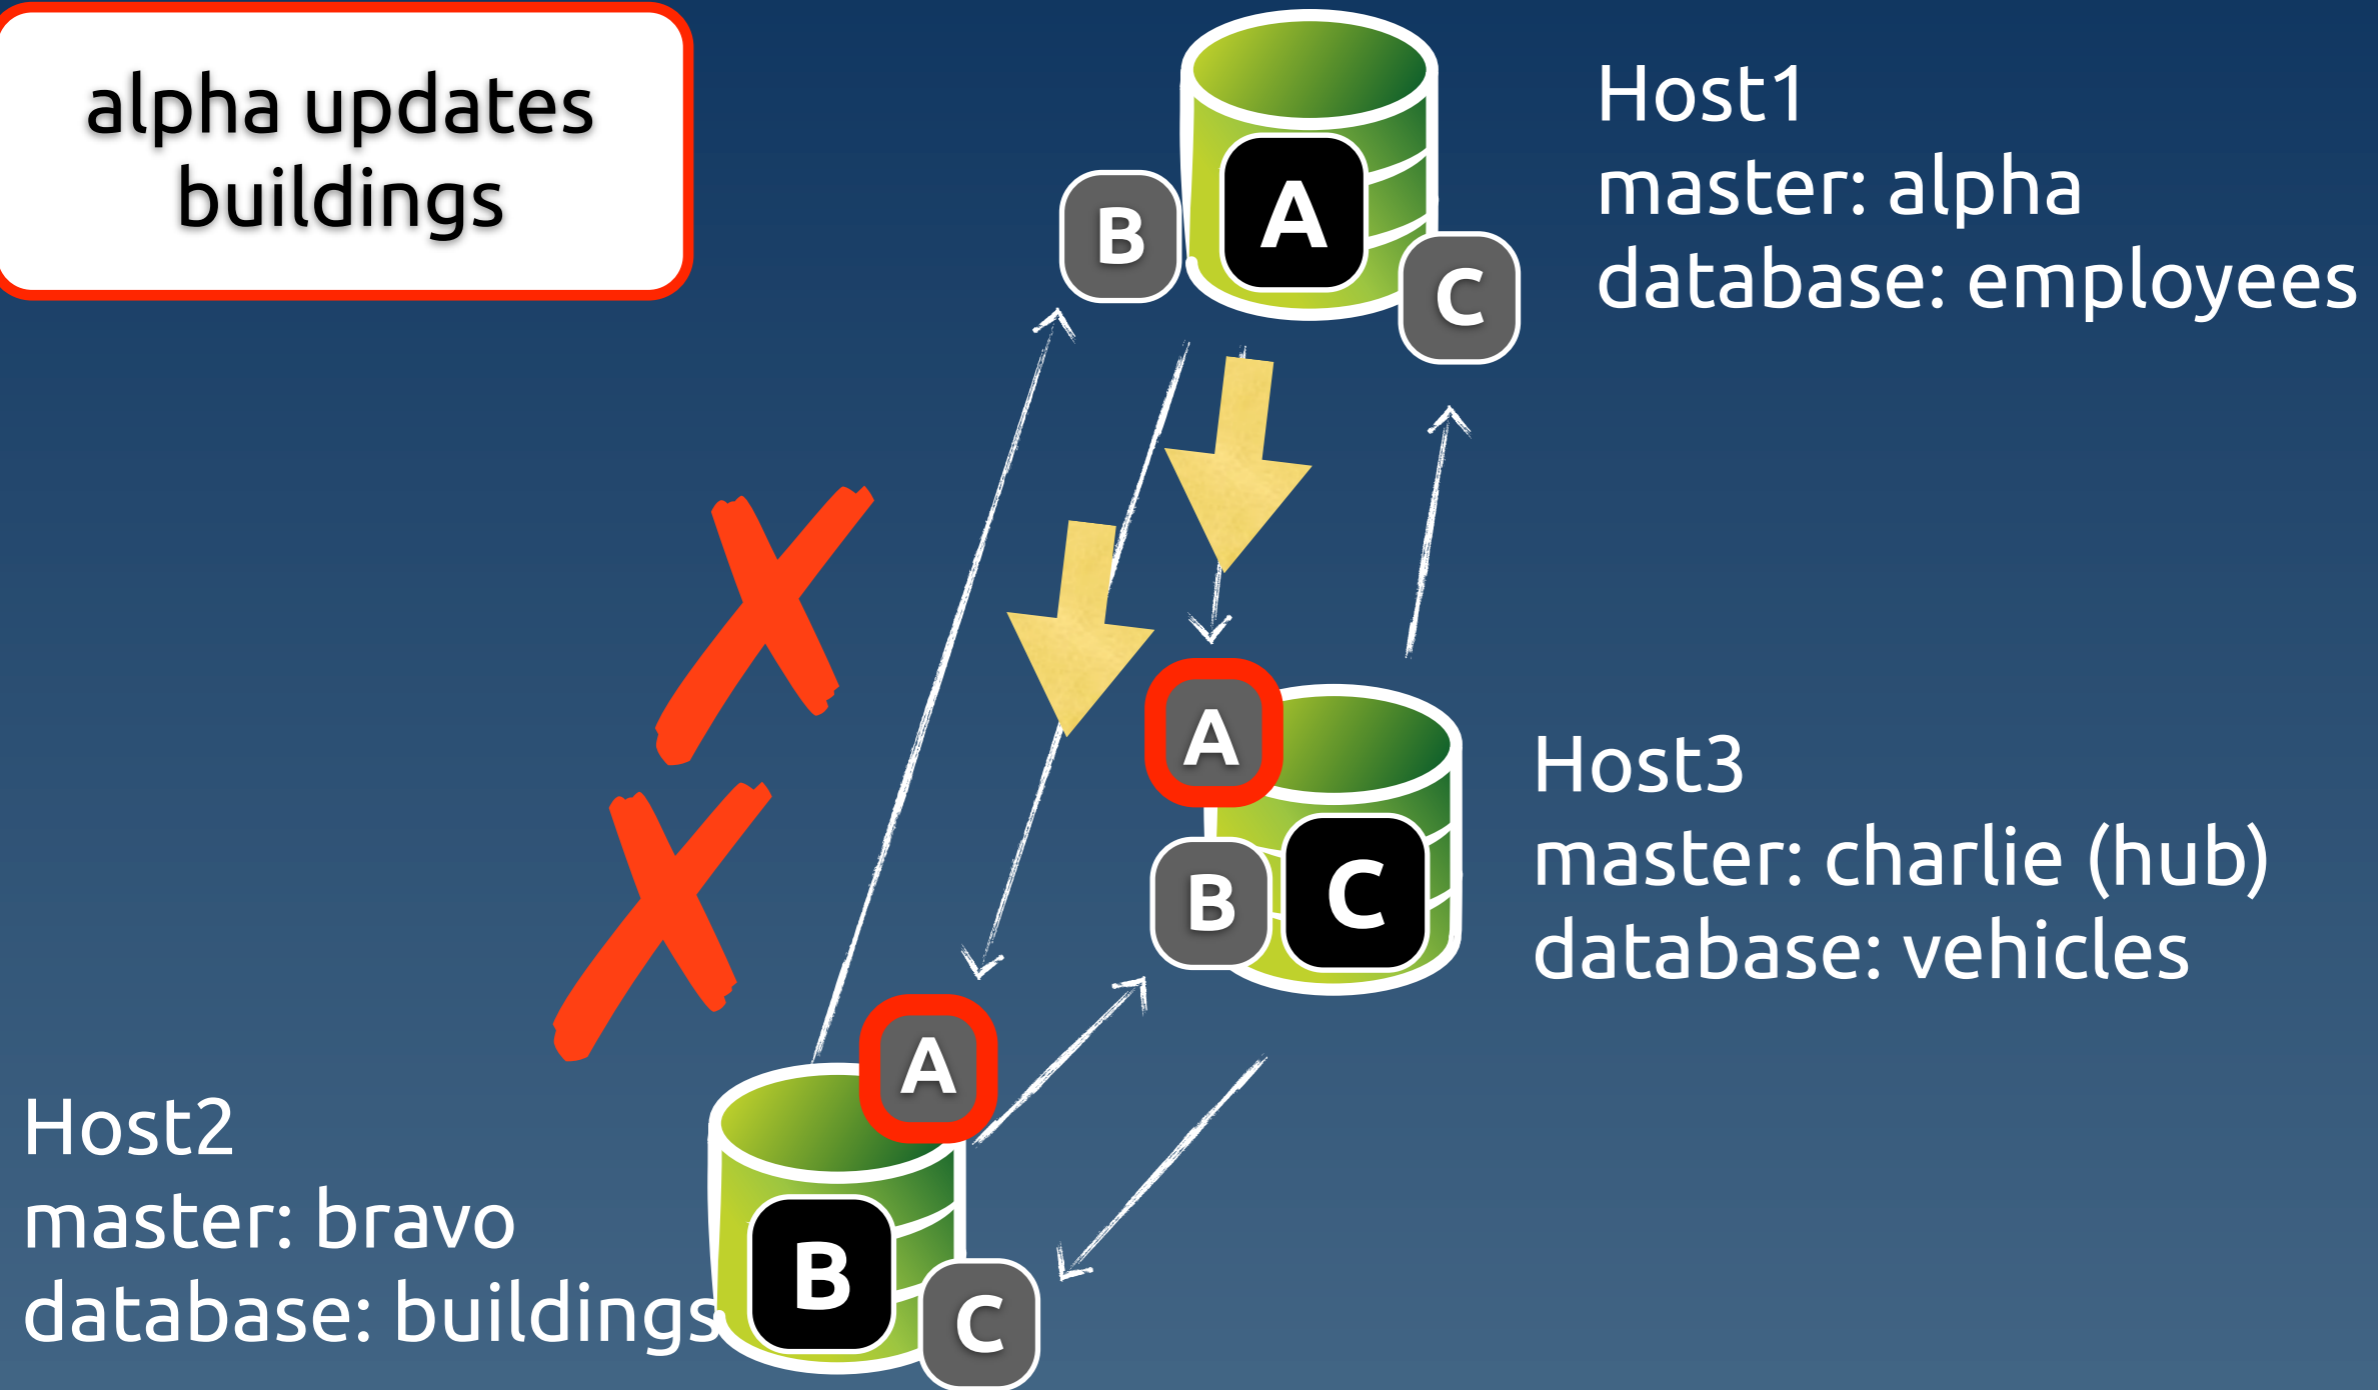 alpha updates
buildings
Host1
master: alpha
database: employees
B
A
C
A
B
C
Host3
master: charlie (hub)
database: vehicles
A
B
C
Host2
master: bravo
database: buildings